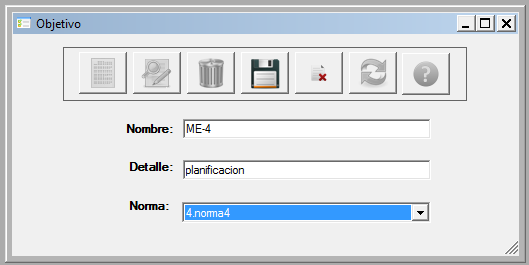 Objetivo
Nombre: ME-4
Detalle: planificacion
Norma: 4.norma4